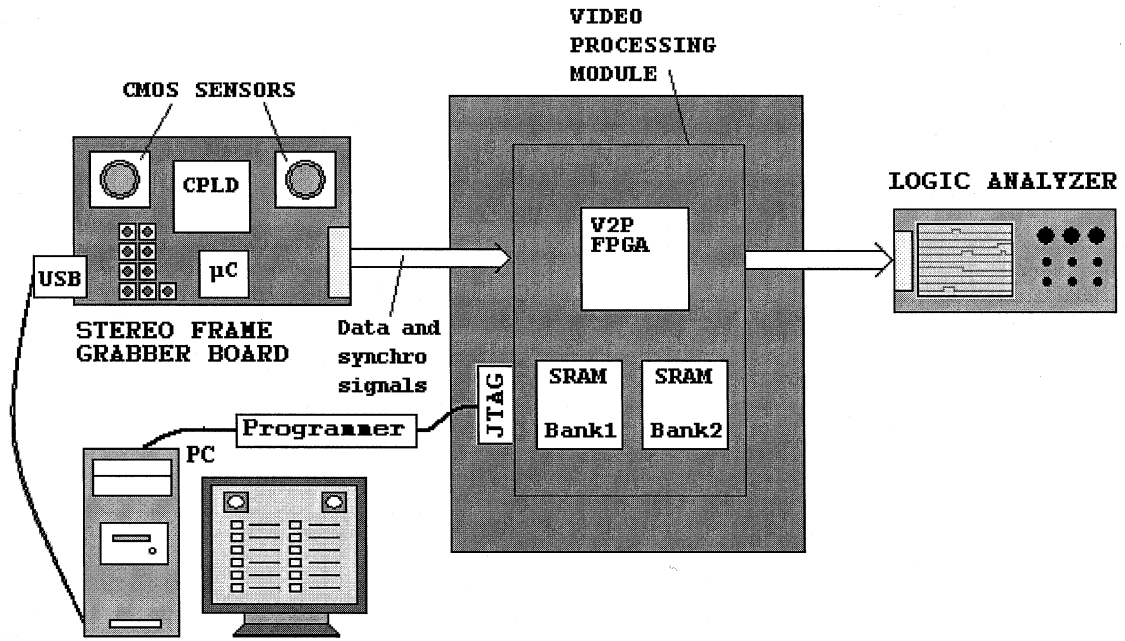 VIDEO
PROCESSING
MODULE
CMOS SENSORS
CPLD
LOGIC ANALYZER
V2P
FPGA
µC
USB
STEREO FRAME
GRABBER BOARD
Data and
synchro
signals
JTAG
SRAM
Bank1
SRAM
Bank2
Programmer
PC